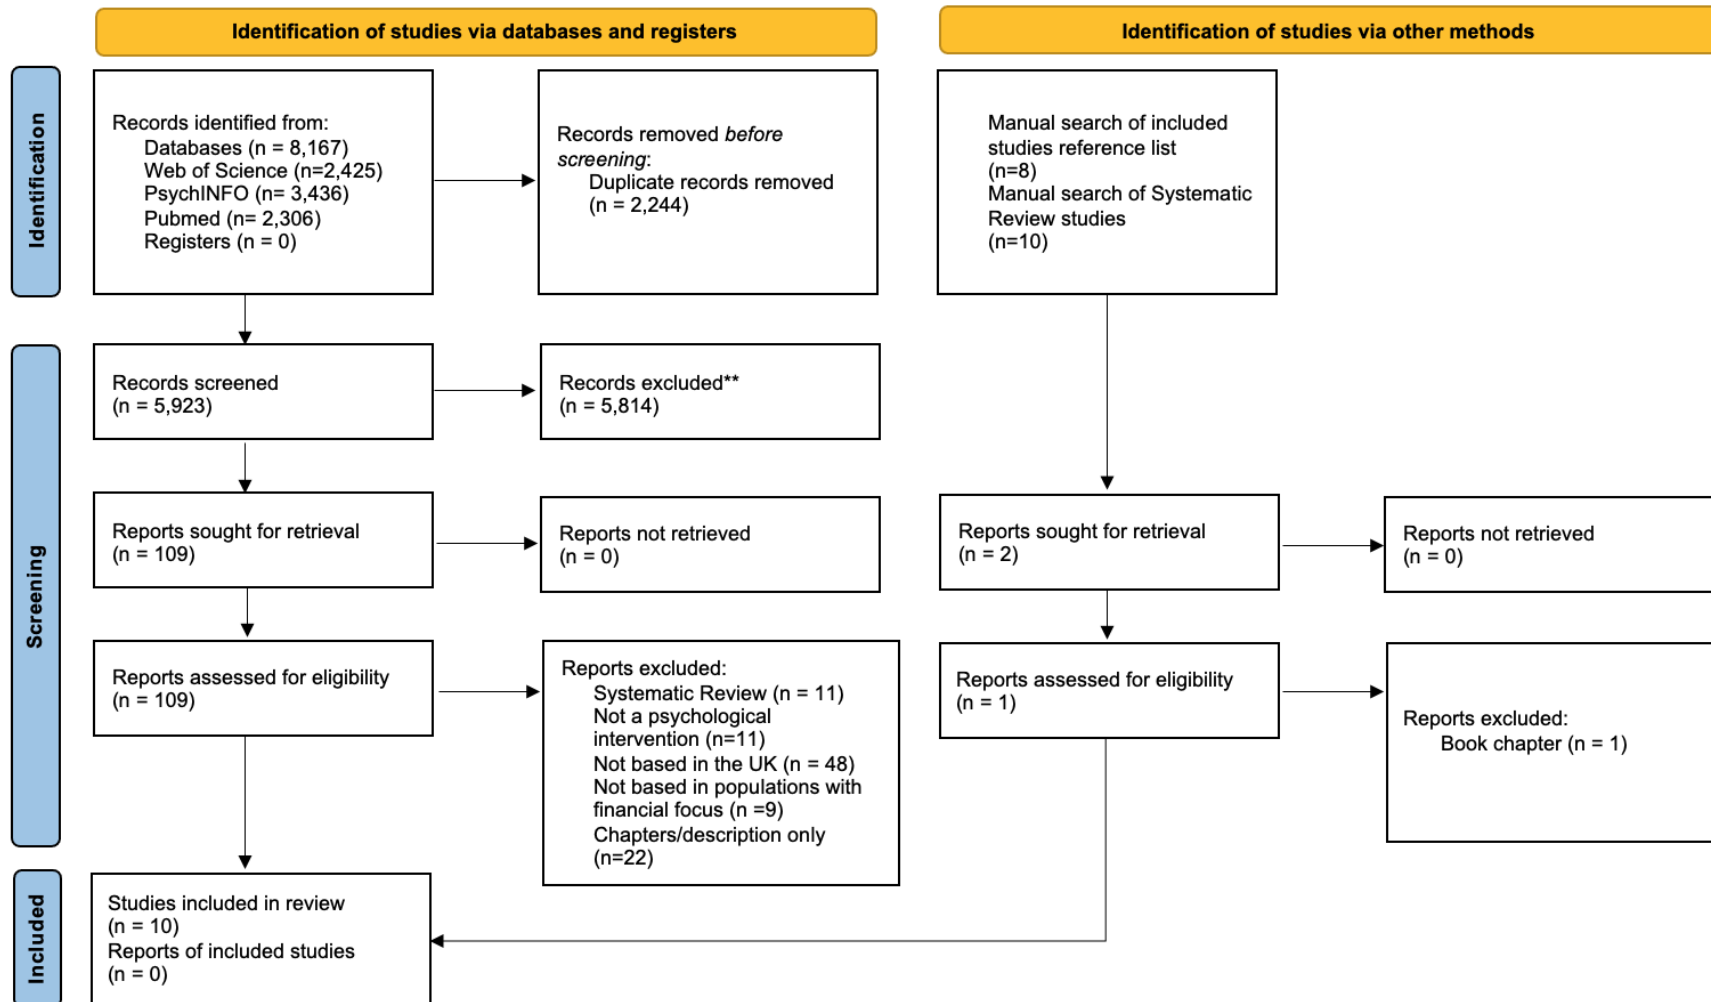 Identification of studies via databases and registers
Identification of studies via other methods
Identification
Records identified from:
Databases (n = 8,167)
Web of Science (n=2,425)
PsychINFO (n= 3,436)
Pubmed (n= 2,306)
Registers (n = 0)
Records removed before
screening:
Duplicate records removed
(n = 2,244)
Manual search of included
studies reference list
(n=8)
Manual search of Systematic
Review studies
(n=10)
Screening
Records screened
(n = 5,923)
Records excluded**
(n = 5,814)
Reports sought for retrieval
(n = 109)
Reports not retrieved
(n = 0)
Reports sought for retrieval
(n = 2)
Reports not retrieved
(n = 0)
Reports assessed for eligibility
(n = 109)
Reports excluded:
Systematic Review (n = 11)
Not a psychological
intervention (n=11)
Not based in the UK (n = 48)
Not based in populations with
financial focus (n =9)
Chapters/description only
(n=22)
Reports assessed for eligibility
(n = 1)
Reports excluded:
Book chapter (n = 1)
Included
Studies included in review
(n = 10)
Reports of included studies
(n = 0)